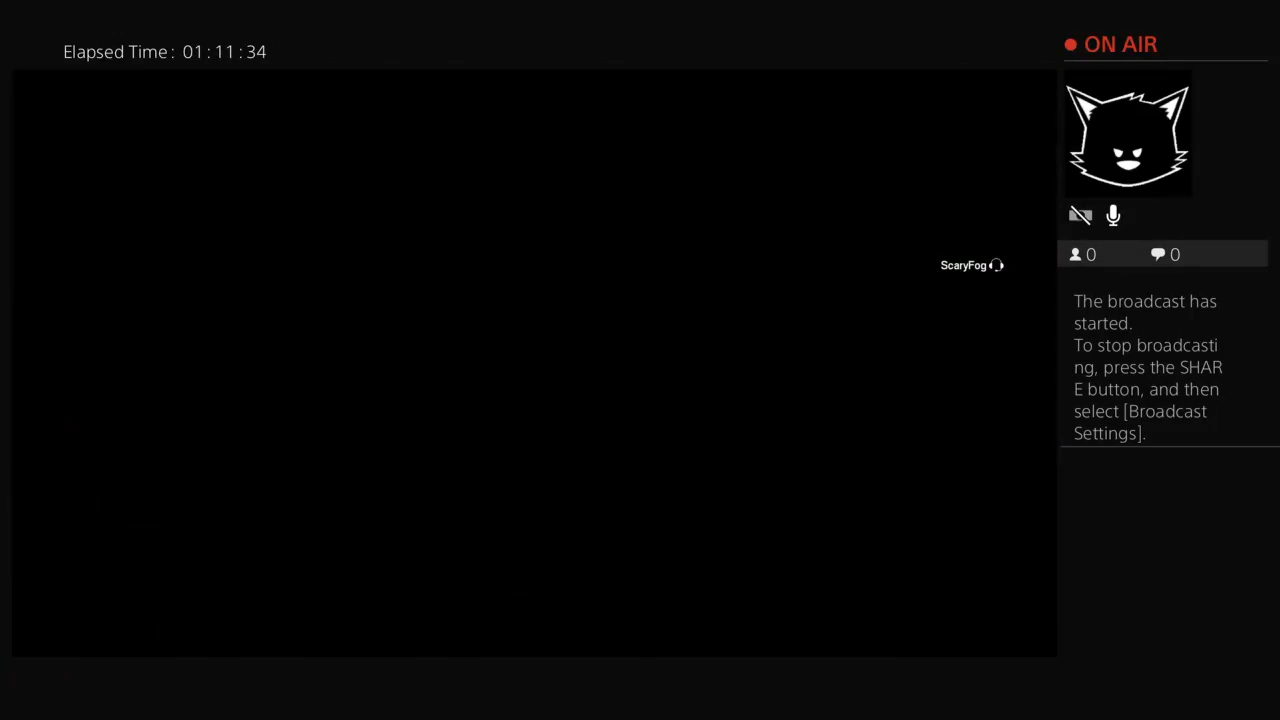 Elapsed Time: 01:11:34
ON AIR
ScaryFog
0 0
The broadcast has
started.
To stop broadcasti
ng, press the SHAR
E button, and then
select [Broadcast
Settings].